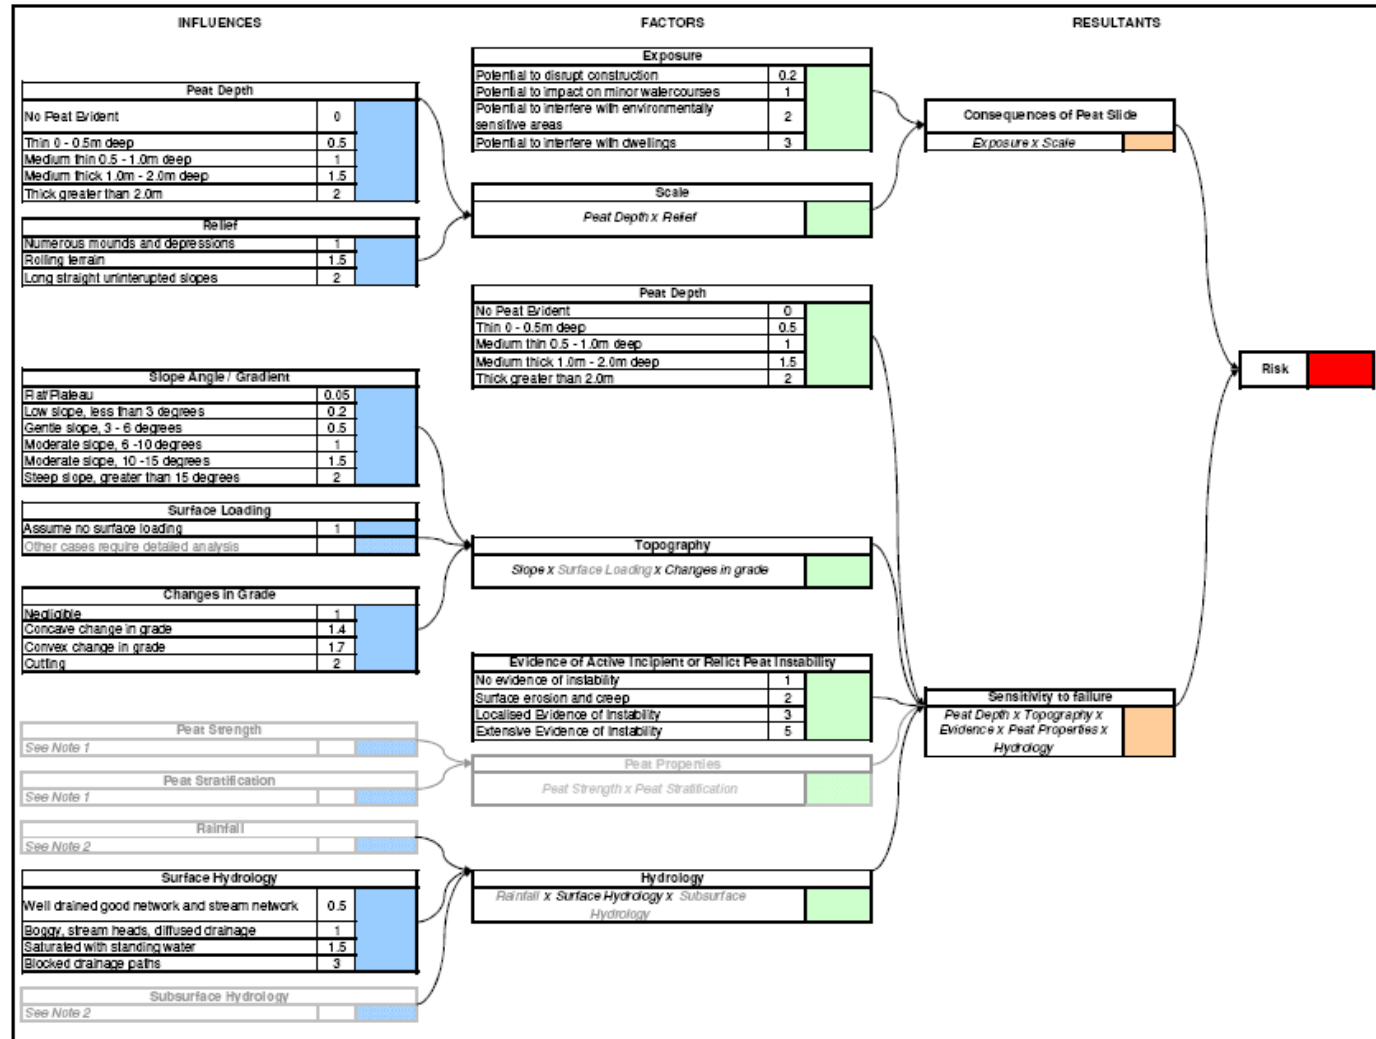 INFLUENCES
FACTORS
RESULTANTS
Peat Depth
No Peat Evident 0
Thin 0 - 0.5m deep 0.5
Medium thin 0.5 - 1.0m deep 1
Medium thick 1.0m - 2.0m deep 1.5
Thick greater than 2.0m 2
Relief
Numerous mounds and depressions 1
Rolling terrain 1.5
Long straight uninterupted slopes 2
Slope Angle / Gradient
Flat/Plateau 0.05
Low slope, less than 3 degrees 0.2
Gentle slope, 3 - 6 degrees 0.5
Moderate slope, 6 -10 degrees 1
Moderate slope, 10 -15 degrees 1.5
Steep slope, greater than 15 degrees 2
Surface Loading
Assume no surface loading 1
Other cases require detailed analysis
Changes in Grade
Negligible 1
Concave change in grade 1.4
Convex change in grade 1.7
Cutting 2
Peat Strength
See Note 1
Peat Stratification
See Note 1
Rainfall
See Note 2
Surface Hydrology
Well drained good network and stream network 0.5
Boggy, stream heads, diffused drainage 1
Saturated with standing water 1.5
Blocked drainage paths 3
Subsurface Hydrology
See Note 2
Exposure
Potential to disrupt construction 0.2
Potential to impact on minor watercourses 1
Potential to interfere with environmentally
sensitive areas 2
Potential to interfere with dwellings 3
Scale
Peat Depth x Relief
Peat Depth
No Peat Evident 0
Thin 0 - 0.5m deep 0.5
Medium thin 0.5 - 1.0m deep 1
Medium thick 1.0m - 2.0m deep 1.5
Thick greater than 2.0m 2
Topography
Slope x Surface Loading x Changes in grade
Evidence of Active Incipient or Relict Peat Instability
No evidence of instability 1
Surface erosion and creep 2
Localised Evidence of Instability 3
Extensive Evidence of Instability 5
Peat Properties
Peat Strength x Peat Stratification
Hydrology
Rainfall x Surface Hydrology x Subsurface
Hydrology
Consequences of Peat Slide
Exposure x Scale
Sensitivity to failure
Peat Depth x Topography x
Evidence x Peat Properties x
Hydrology
Risk